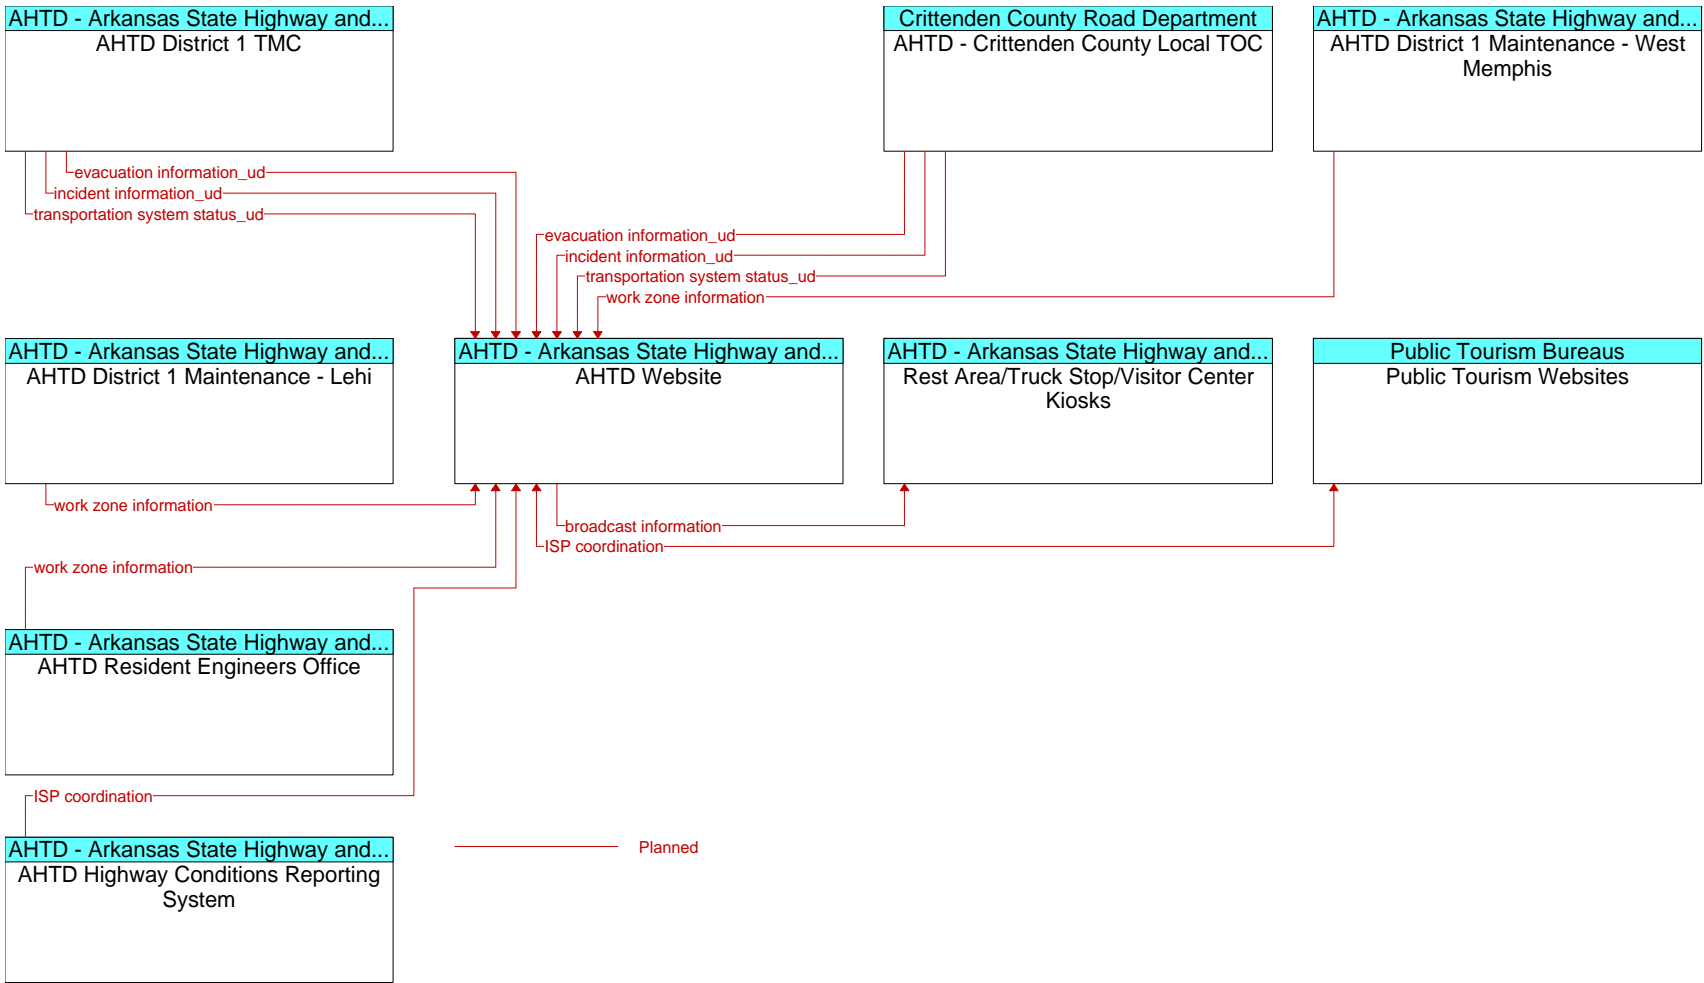 AHTD - Arkansas State Highway and...
AHTD District 1 TMC
Crittenden County Road Department
AHTD - Crittenden County Local TOC
AHTD - Arkansas State Highway and...
AHTD District 1 Maintenance - West
Memphis
evacuation information_ud
incident information_ud
transportation system status_ud
evacuation information_ud
incident information_ud
transportation system status_ud
work zone information
AHTD - Arkansas State Highway and...
AHTD District 1 Maintenance - Lehi
AHTD - Arkansas State Highway and...
AHTD Website
AHTD - Arkansas State Highway and...
Rest Area/Truck Stop/Visitor Center
Kiosks
Public Tourism Bureaus
Public Tourism Websites
work zone information
broadcast information
ISP coordination
work zone information
AHTD - Arkansas State Highway and...
AHTD Resident Engineers Office
ISP coordination
AHTD - Arkansas State Highway and...
AHTD Highway Conditions Reporting
System
Planned